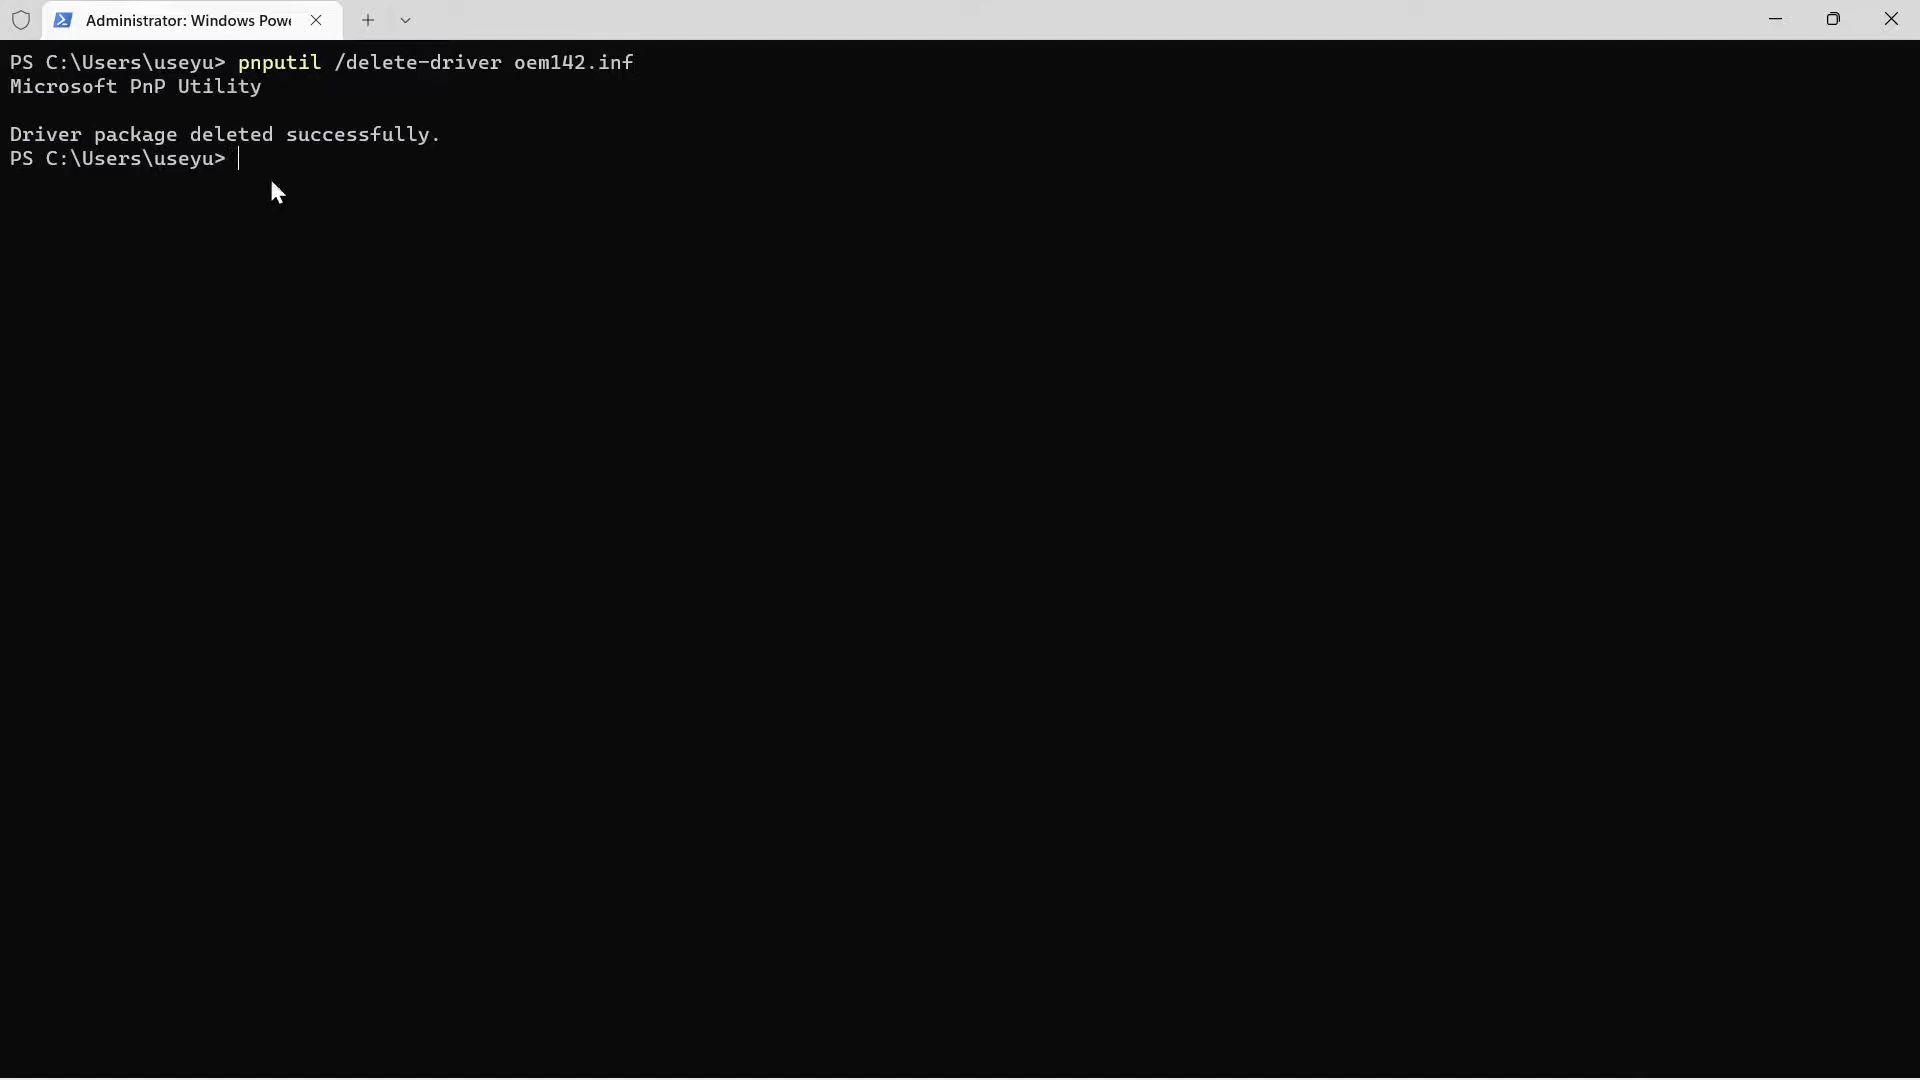 Administrator: Windows Powe
PS C:\Users\useyu> pnputil /delete-driver oem142.inf
Microsoft PnP Utility
Driver package deleted successfully.
PS C:\Users\useyu>